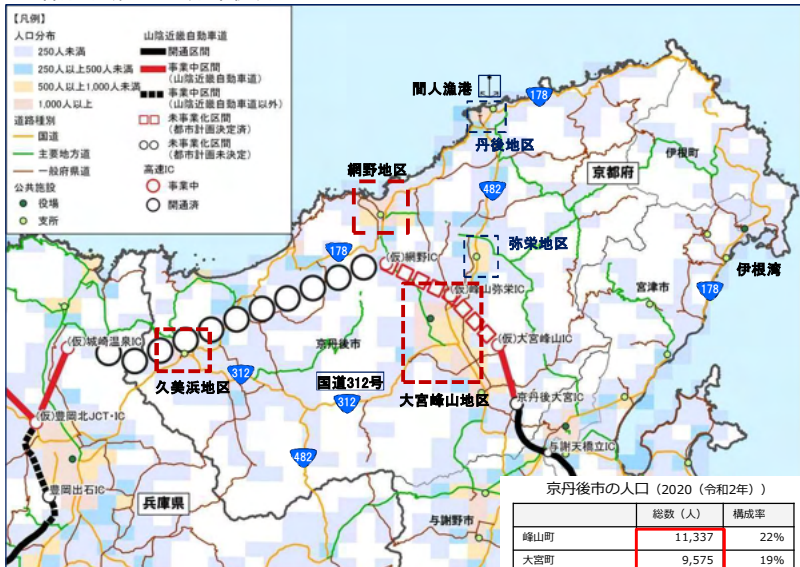 【凡例】
人口分布
250人未満
250人以上500人未満
500人以上1,000人未満
1,000人以上
道路種別
国道
主要地方道
一般府県道
公共施設
役場
支所
山陰近畿自動車道
開通区間
事業中区間
(山陰近畿自動車道)
事業中区間
(山陰近畿自動車道以外)
未事業化区間
(都市計画決定済)
未事業化区間
(都市計画未決定)
高速IC
事業中
開通済
間人漁港
178
丹後地区
網野地区
482
京都府
伊根町
弥栄地区
178
(仮)網野IC
伊根湾
(仮)峰山弥栄IC
宮津市
178
(仮)城崎温泉IC
京丹後市
(仮)大宮峰山IC
久美浜地区
312
国道312号
312
大宮峰山地区
京丹後大宮IC
(仮)豊岡北JCT・IC
482
与謝天橋立IC
豊岡出石IC
兵庫県
与謝野市
京丹後市の人口(2020(令和2年))
総数(人) 構成率
峰山町 11,337 22%
大宮町 9,575 19%